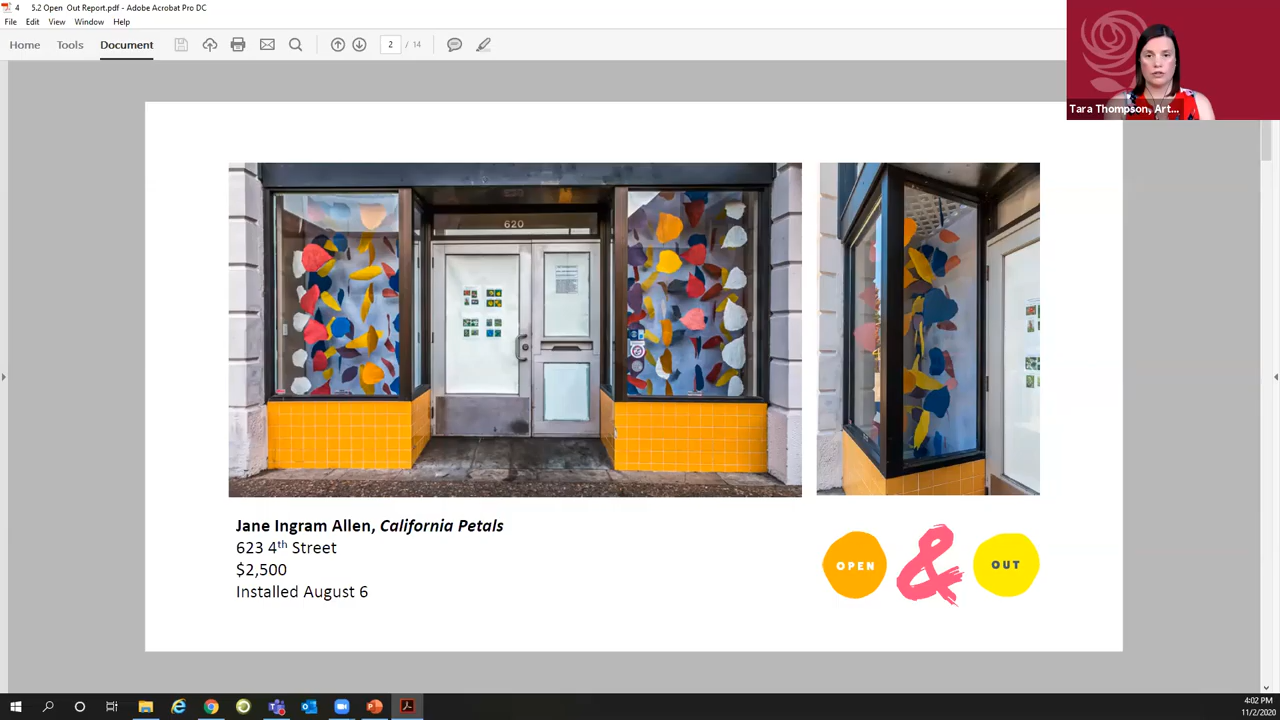 4 5.2 Open Out Report.pdf - Adobe Acrobat Pro DC
File Edit View Window Help
Home Tools Document 2 / 14
Tara Thompson, Art...
620
Jane Ingram Allen, California Petals
623 4th Street
$2,500
Installed August 6
OPEN & OUT
4:02 PM
11/2/2020